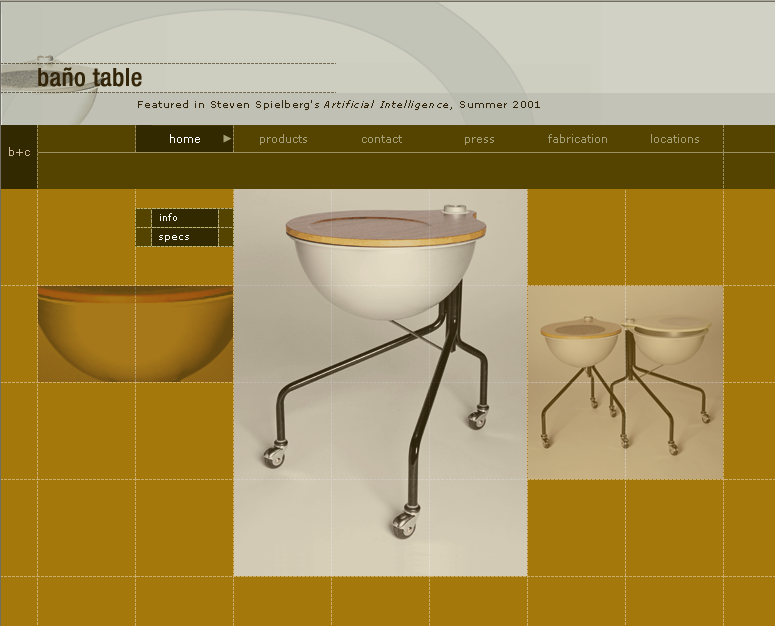 baño table
Featured in Steven Spielberg's Artificial Intelligence, Summer 2001
b+c
home products contact press fabrication locations
info
specs